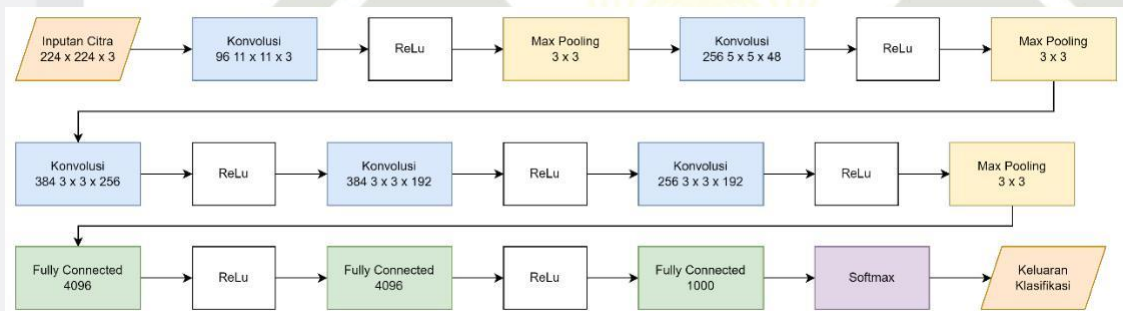 Inputan Citra
224 x 224 x 3
Konvolusi
96 11 x 11 x 3
ReLu
Max Pooling
3 x 3
Konvolusi
256 5 x 5 x 48
ReLu
Max Pooling
3 x 3
Konvolusi
384 3 x 3 x 256
ReLu
Konvolusi
384 3 x 3 x 192
ReLu
Konvolusi
256 3 x 3 x 192
ReLu
Max Pooling
3 x 3
Fully Connected
4096
ReLu
Fully Connected
4096
ReLu
Fully Connected
1000
Softmax
Keluaran
Klasifikasi